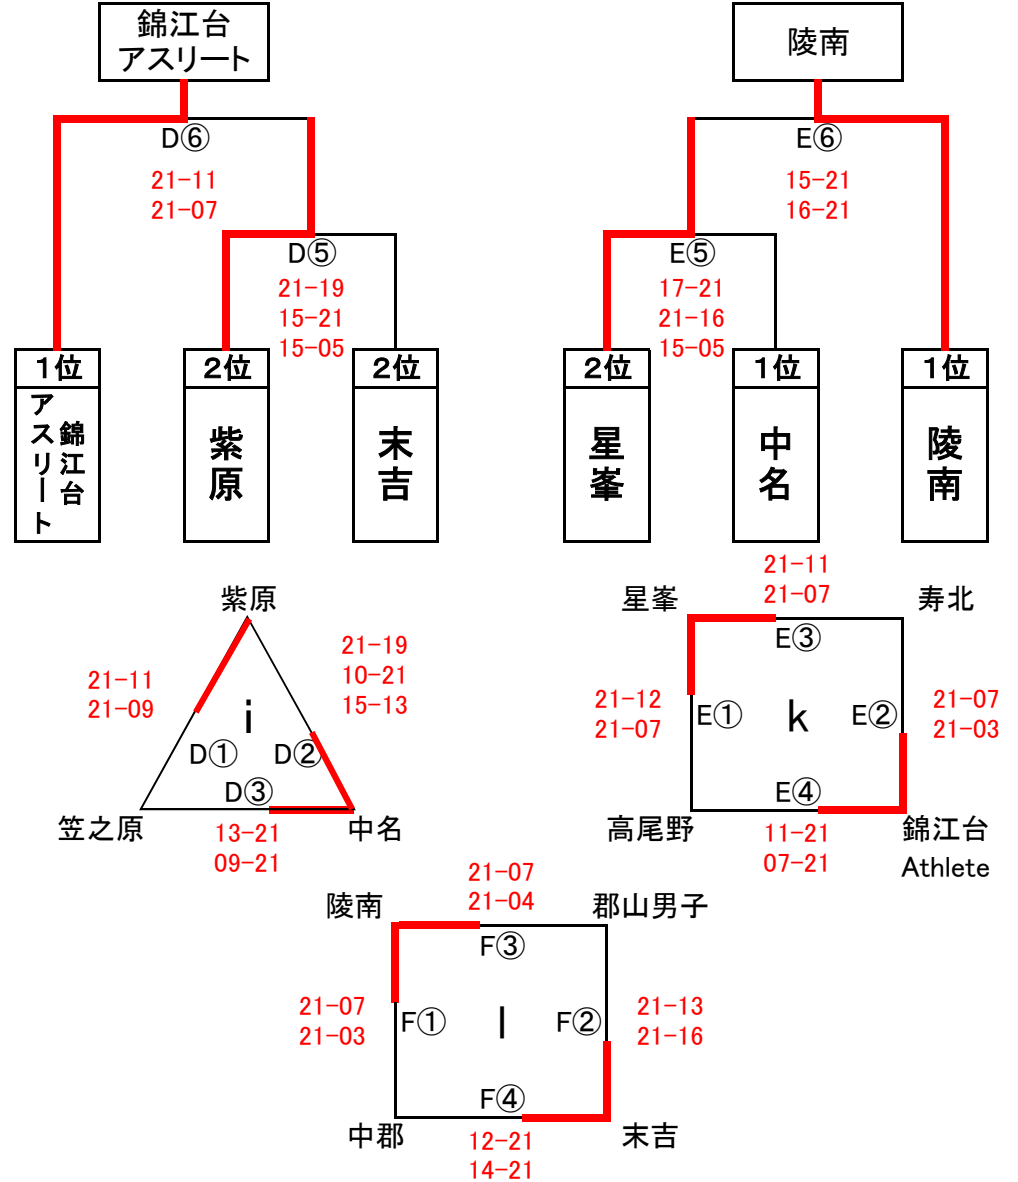 錦江台
アスリート
陵南
D⑥
21-11
21-07
E⑥
15-21
16-21
D⑤
21-19
15-21
15-05
E⑤
17-21
21-16
15-05
1位
錦江台
アスリート
2位
紫原
2位
末吉
2位
星峯
1位
中名
1位
陵南
紫原
21-11
21-09
21-19
10-21
15-13
i
D①
D②
D③
笠之原
中名
13-21
09-21
星峯
21-11
21-07
寿北
E③
21-12
21-07
E①
k
E②
21-07
21-03
E④
高尾野
11-21
07-21
錦江台
Athlete
陵南
21-07
21-04
郡山男子
F③
21-07
21-03
F①
l
F②
21-13
21-16
F④
中郡
12-21
14-21
末吉